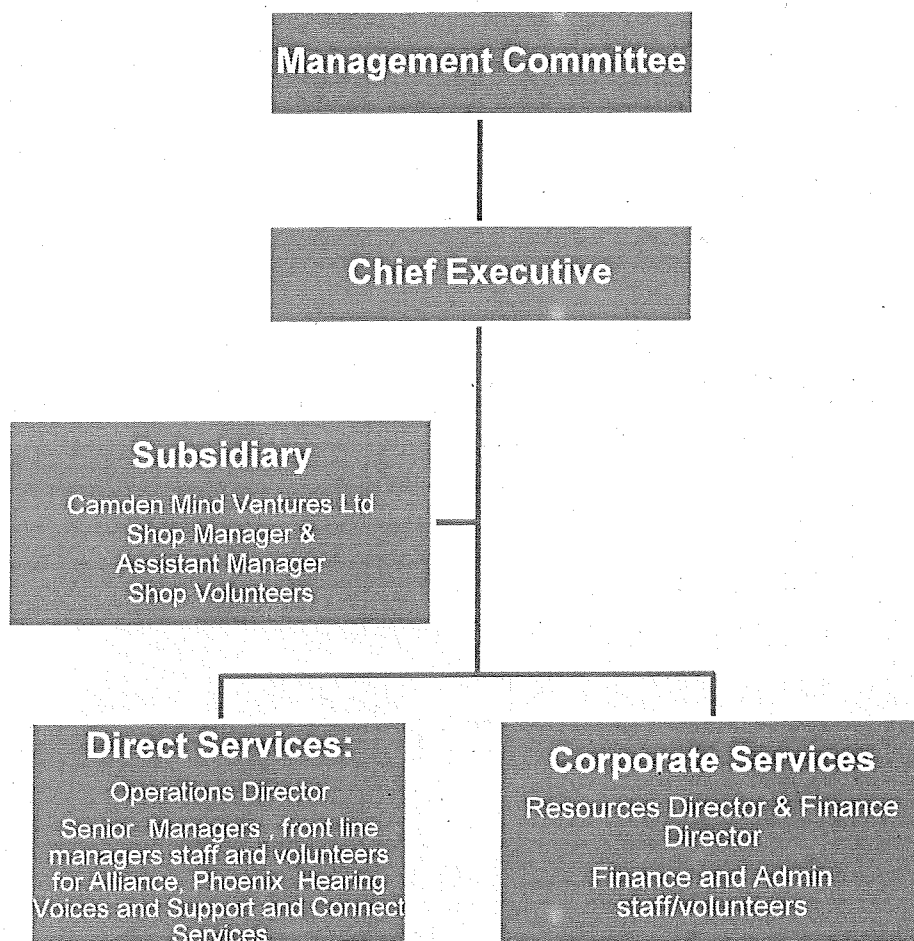 Management Committee
Chief Executive
Subsidiary
Camden Mind Ventures Ltd
Shop Manager &
Assistant Manager
Shop Volunteers
Direct Services:
Operations Director
Senior Managers , front line
managers staff and volunteers
for Alliance, Phoenix Hearing
Voices and Support and Connect
Services
Corporate Services
Resources Director & Finance
Director
Finance and Admin
staff/volunteers